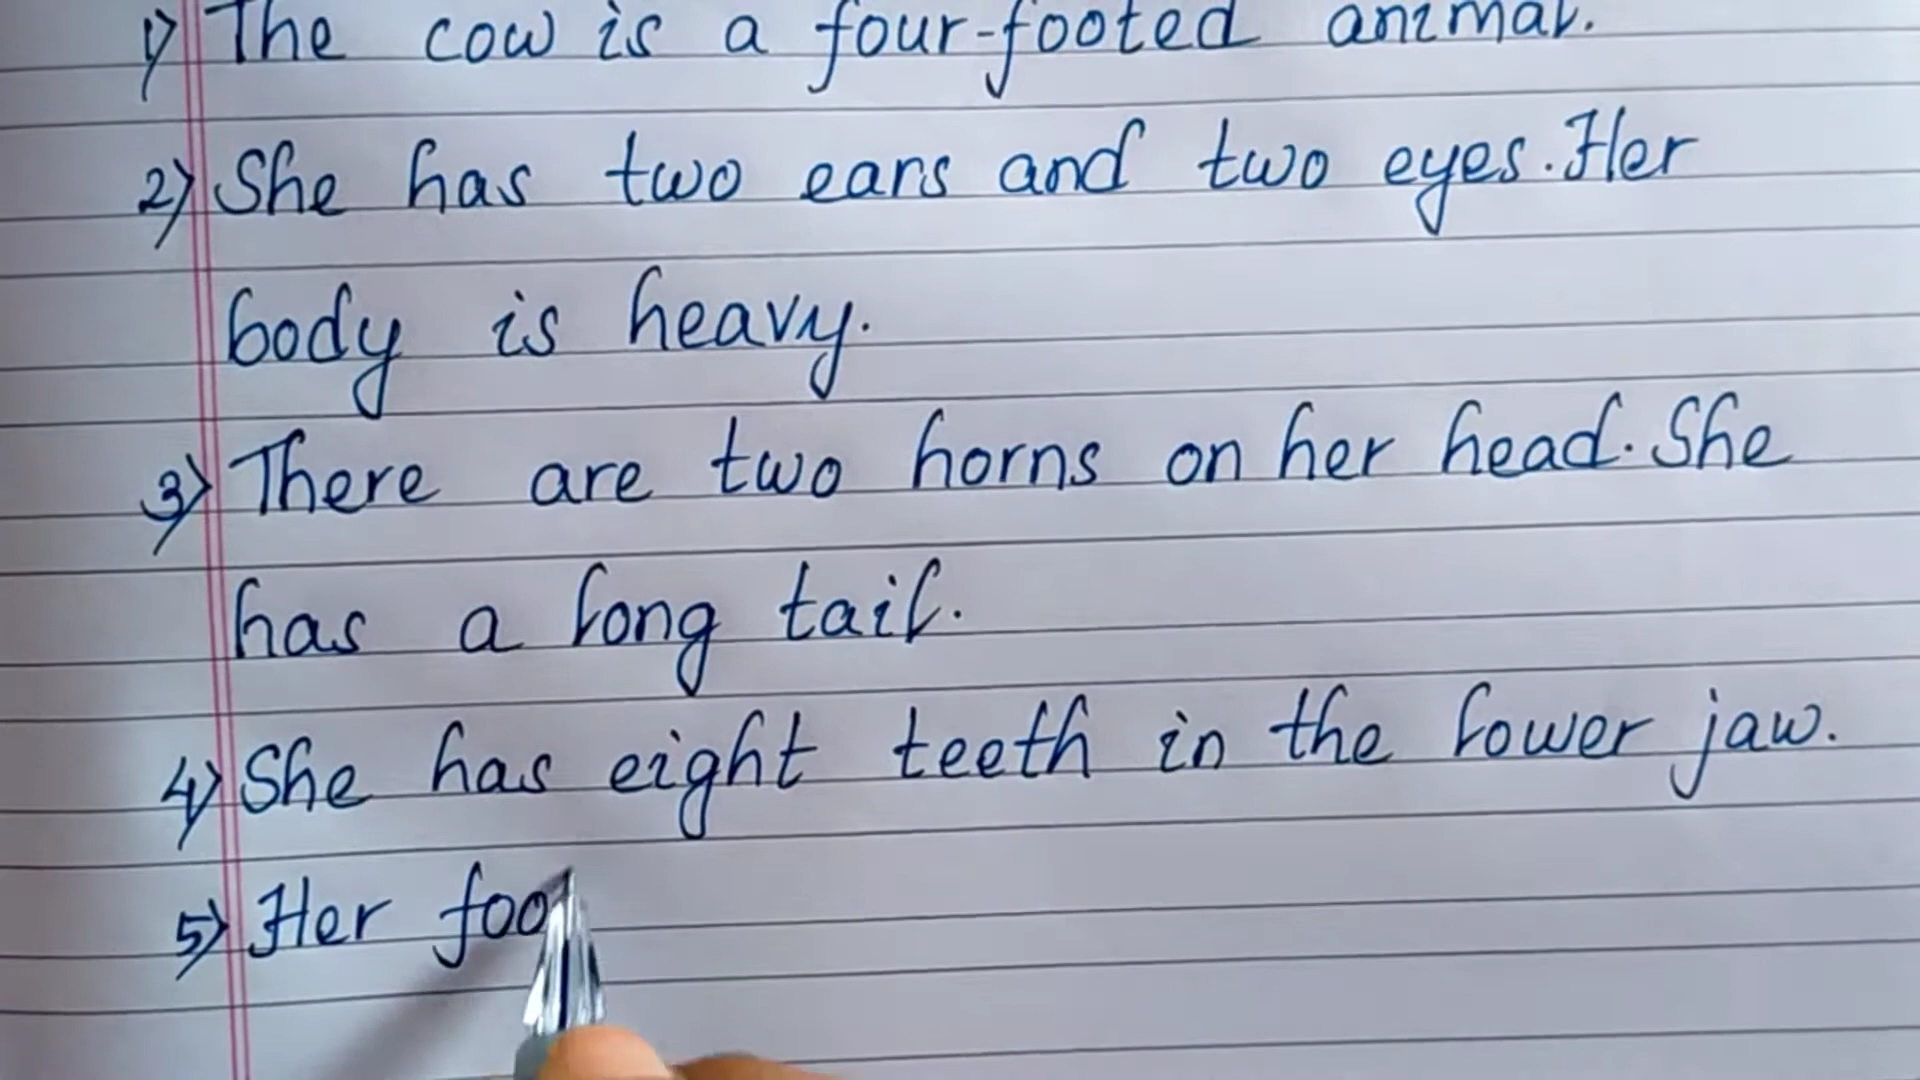 1) The cow is a four-footed animal.
2) She has two ears and two eyes. Her
body is heavy.
3) There are two horns on her head. She
has a long tail.
4) She has eight teeth in the lower jaw.
5) Her